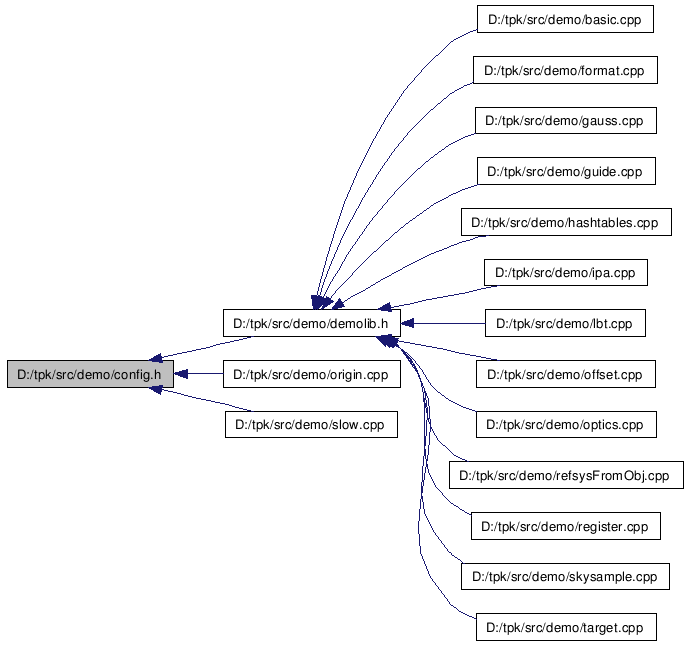 D:/tpk/src/demo/basic.cpp
D:/tpk/src/demo/format.cpp
D:/tpk/src/demo/gauss.cpp
D:/tpk/src/demo/guide.cpp
D:/tpk/src/demo/hashtables.cpp
D:/tpk/src/demo/ipa.cpp
D:/tpk/src/demo/demolib.h
D:/tpk/src/demo/lbt.cpp
D:/tpk/src/demo/config.h
D:/tpk/src/demo/origin.cpp
D:/tpk/src/demo/offset.cpp
D:/tpk/src/demo/slow.cpp
D:/tpk/src/demo/optics.cpp
D:/tpk/src/demo/refsysFromObj.cpp
D:/tpk/src/demo/register.cpp
D:/tpk/src/demo/skysample.cpp
D:/tpk/src/demo/target.cpp